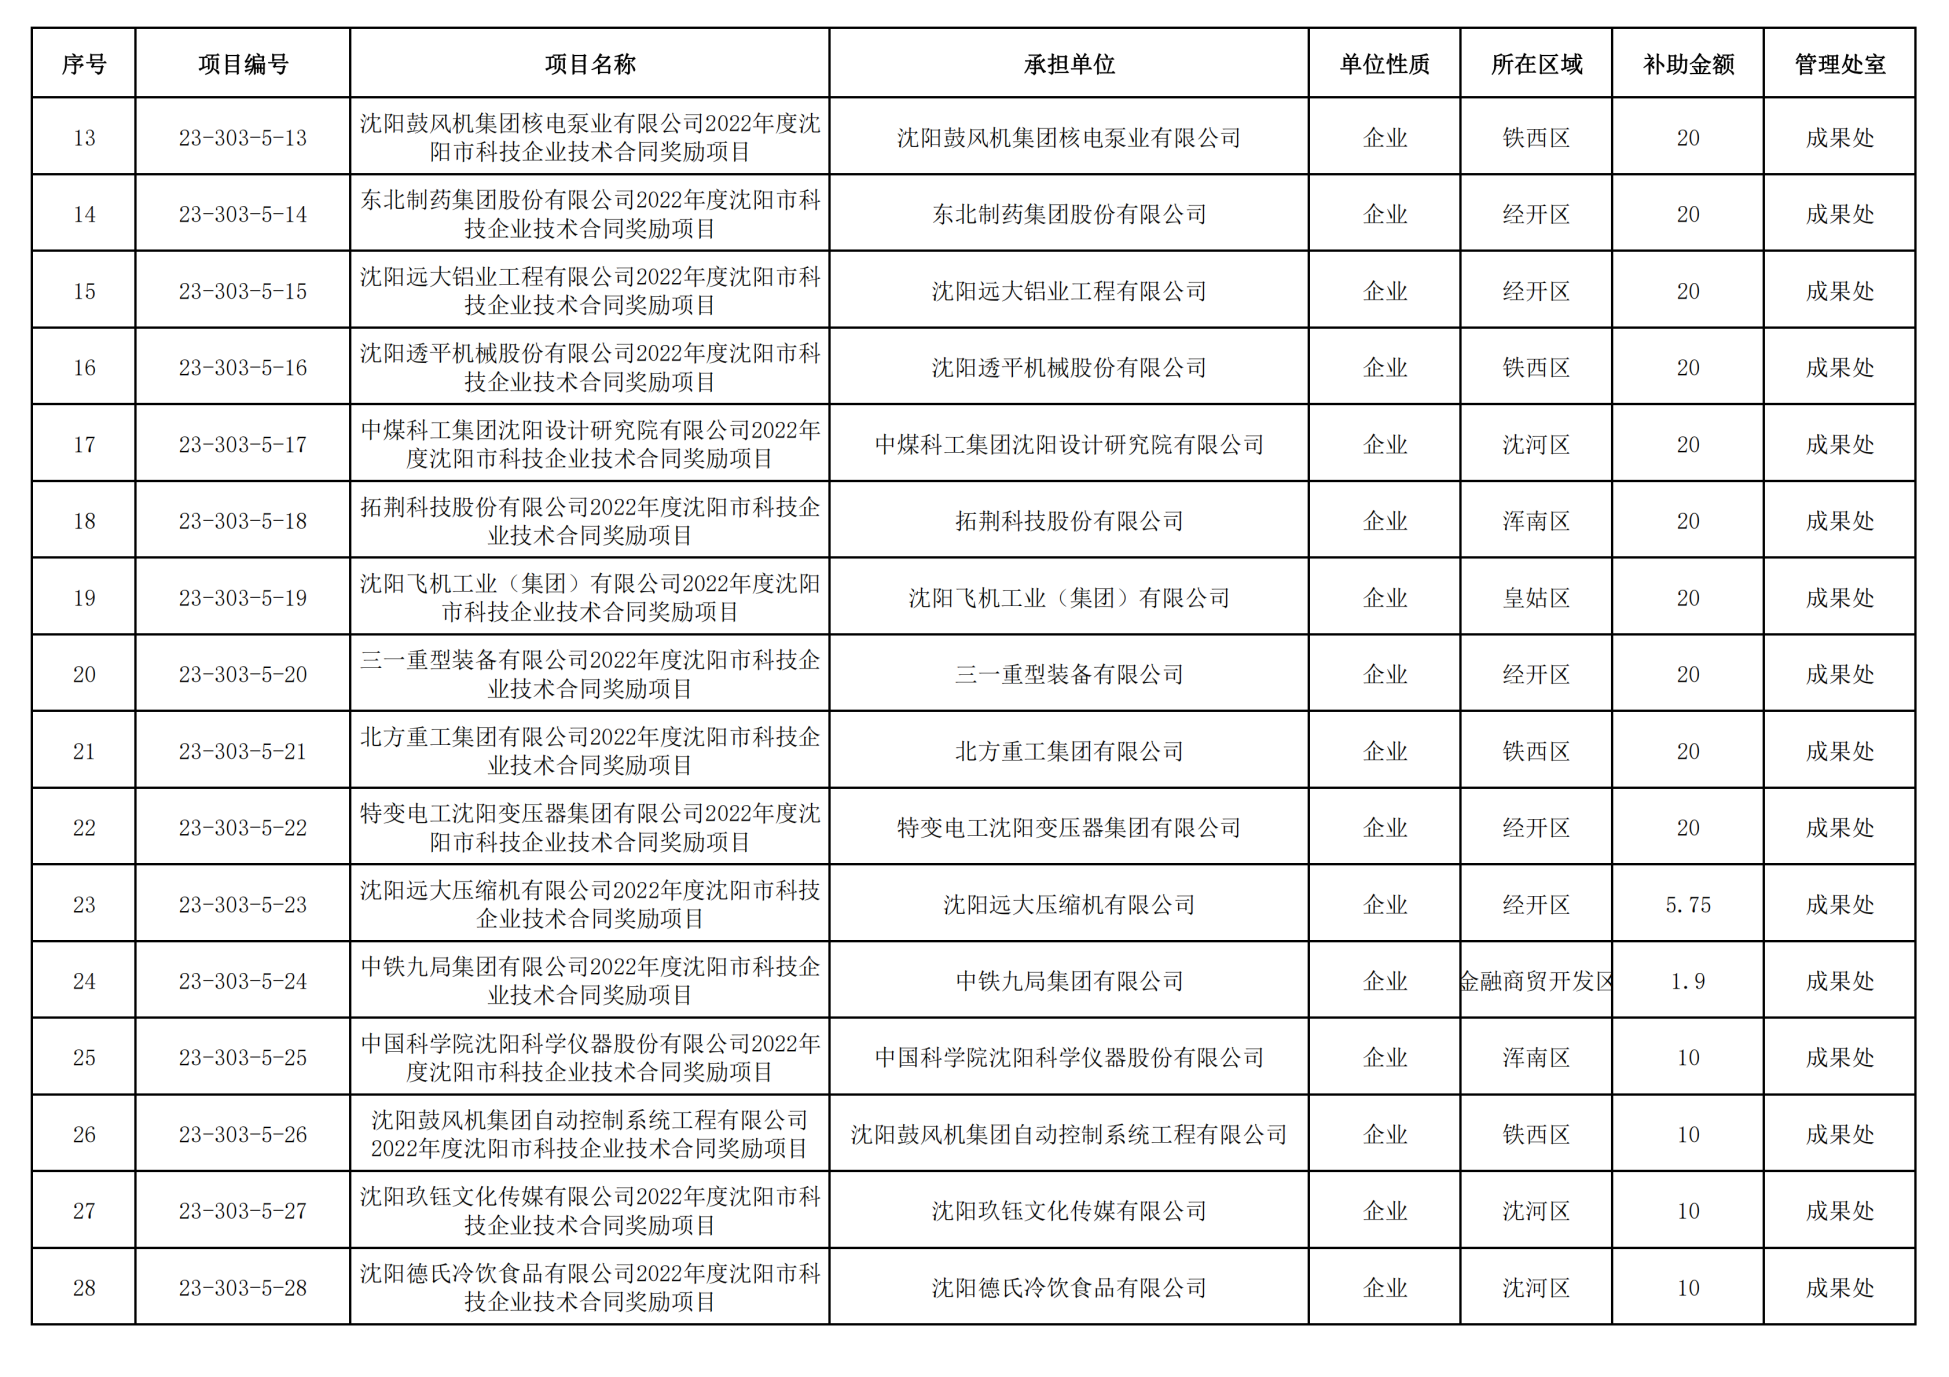 序号 项目编号 项目名称 承担单位 单位性质 所在区域 补助金额 管理处室
13 23-303-5-13 沈阳鼓风机集团核电泵业有限公司2022年度沈
阳市科技企业技术合同奖励项目 沈阳鼓风机集团核电泵业有限公司 企业 铁西区 20 成果处
14 23-303-5-14 东北制药集团股份有限公司2022年度沈阳市科
技企业技术合同奖励项目 东北制药集团股份有限公司 企业 经开区 20 成果处
15 23-303-5-15 沈阳远大铝业工程有限公司2022年度沈阳市科
技企业技术合同奖励项目 沈阳远大铝业工程有限公司 企业 经开区 20 成果处
16 23-303-5-16 沈阳透平机械股份有限公司2022年度沈阳市科
技企业技术合同奖励项目 沈阳透平机械股份有限公司 企业 铁西区 20 成果处
17 23-303-5-17 中煤科工集团沈阳设计研究院有限公司2022年
度沈阳市科技企业技术合同奖励项目 中煤科工集团沈阳设计研究院有限公司 企业 沈河区 20 成果处
18 23-303-5-18 拓荆科技股份有限公司2022年度沈阳市科技企
业技术合同奖励项目 拓荆科技股份有限公司 企业 浑南区 20 成果处
19 23-303-5-19 沈阳飞机工业（集团）有限公司2022年度沈阳
市科技企业技术合同奖励项目 沈阳飞机工业（集团）有限公司 企业 皇姑区 20 成果处
20 23-303-5-20 三一重型装备有限公司2022年度沈阳市科技企
业技术合同奖励项目 三一重型装备有限公司 企业 经开区 20 成果处
21 23-303-5-21 北方重工集团有限公司2022年度沈阳市科技企
业技术合同奖励项目 北方重工集团有限公司 企业 铁西区 20 成果处
22 23-303-5-22 特变电工沈阳变压器集团有限公司2022年度沈
阳市科技企业技术合同奖励项目 特变电工沈阳变压器集团有限公司 企业 经开区 20 成果处
23 23-303-5-23 沈阳远大压缩机有限公司2022年度沈阳市科技
企业技术合同奖励项目 沈阳远大压缩机有限公司 企业 经开区 5.75 成果处
24 23-303-5-24 中铁九局集团有限公司2022年度沈阳市科技企
业技术合同奖励项目 中铁九局集团有限公司 企业 金融商贸开发区 1.9 成果处
25 23-303-5-25 中国科学院沈阳科学仪器股份有限公司2022年
度沈阳市科技企业技术合同奖励项目 中国科学院沈阳科学仪器股份有限公司 企业 浑南区 10 成果处
26 23-303-5-26 沈阳鼓风机集团自动控制系统工程有限公司
2022年度沈阳市科技企业技术合同奖励项目 沈阳鼓风机集团自动控制系统工程有限公司 企业 铁西区 10 成果处
27 23-303-5-27 沈阳玖钰文化传媒有限公司2022年度沈阳市科
技企业技术合同奖励项目 沈阳玖钰文化传媒有限公司 企业 沈河区 10 成果处
28 23-303-5-28 沈阳德氏冷饮食品有限公司2022年度沈阳市科
技企业技术合同奖励项目 沈阳德氏冷饮食品有限公司 企业 沈河区 10 成果处